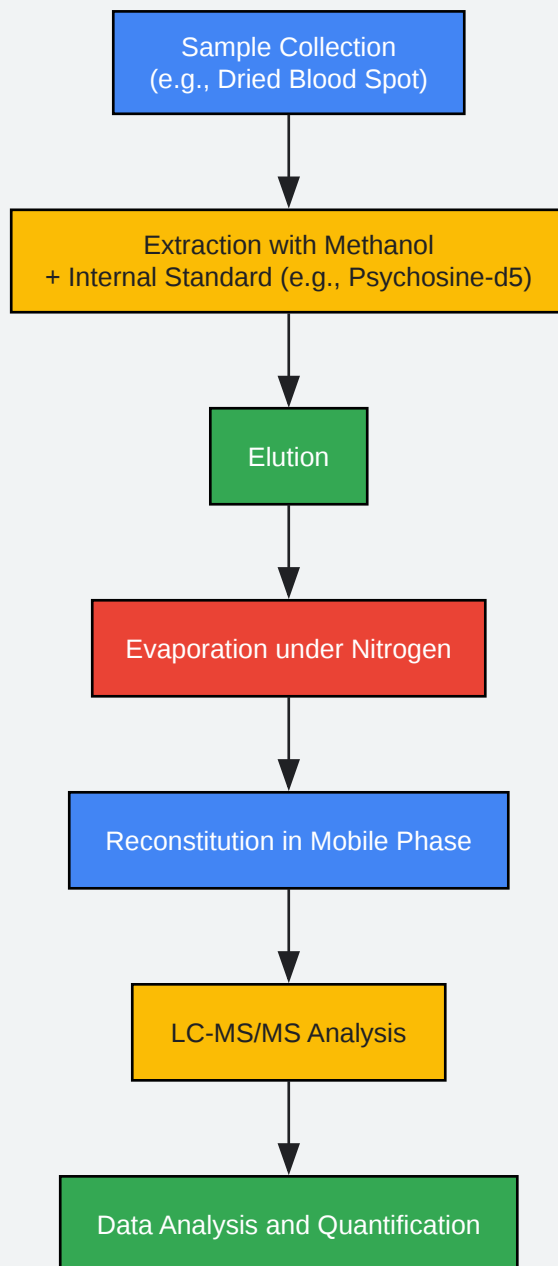 Sample Collection
(e.g., Dried Blood Spot)
Extraction with Methanol
+ Internal Standard (e.g., Psychosine-d5)
Elution
Evaporation under Nitrogen
Reconstitution in Mobile Phase
LC-MS/MS Analysis
Data Analysis and Quantification